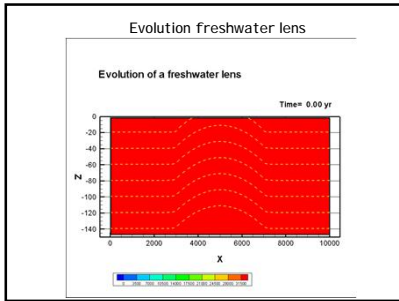 Evolution freshwater lens
Evolution of a freshwater lens
Time= 0.00 yr
0
-20
-40
-60
-80
-100
-120
-140
Z
0 2000 4000 6000 8000 10000
X